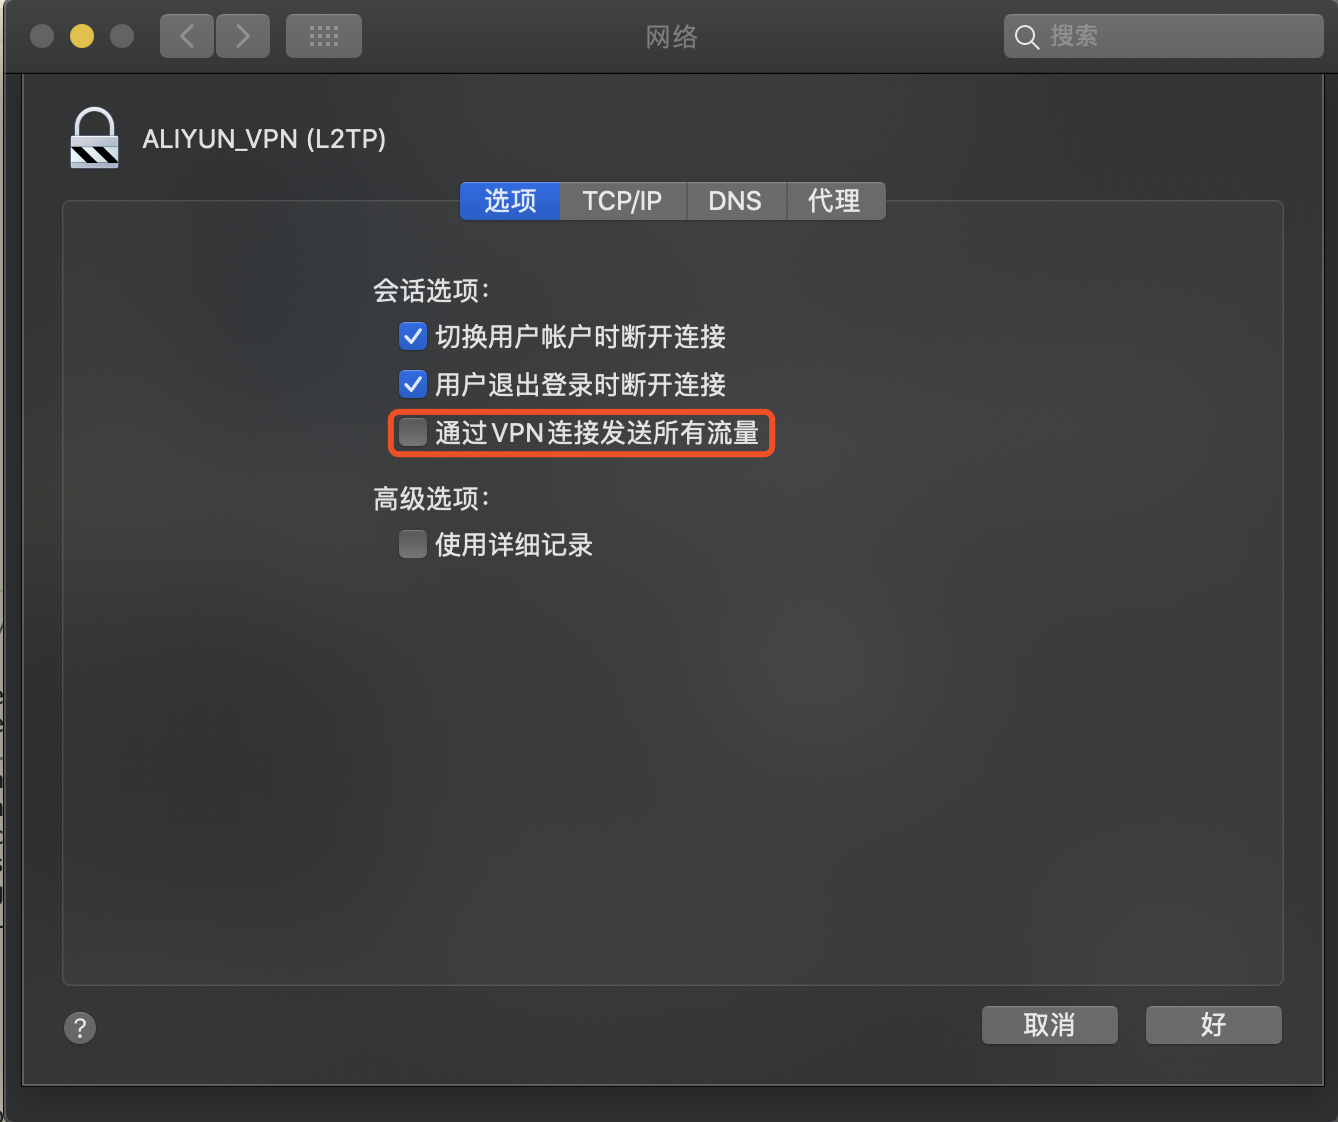 网络
搜索
ALIYUN_VPN (L2TP)
选项
TCP/IP
DNS
代理
会话选项：
切换用户帐户时断开连接
用户退出登录时断开连接
通过VPN连接发送所有流量
高级选项：
使用详细记录
?
取消
好